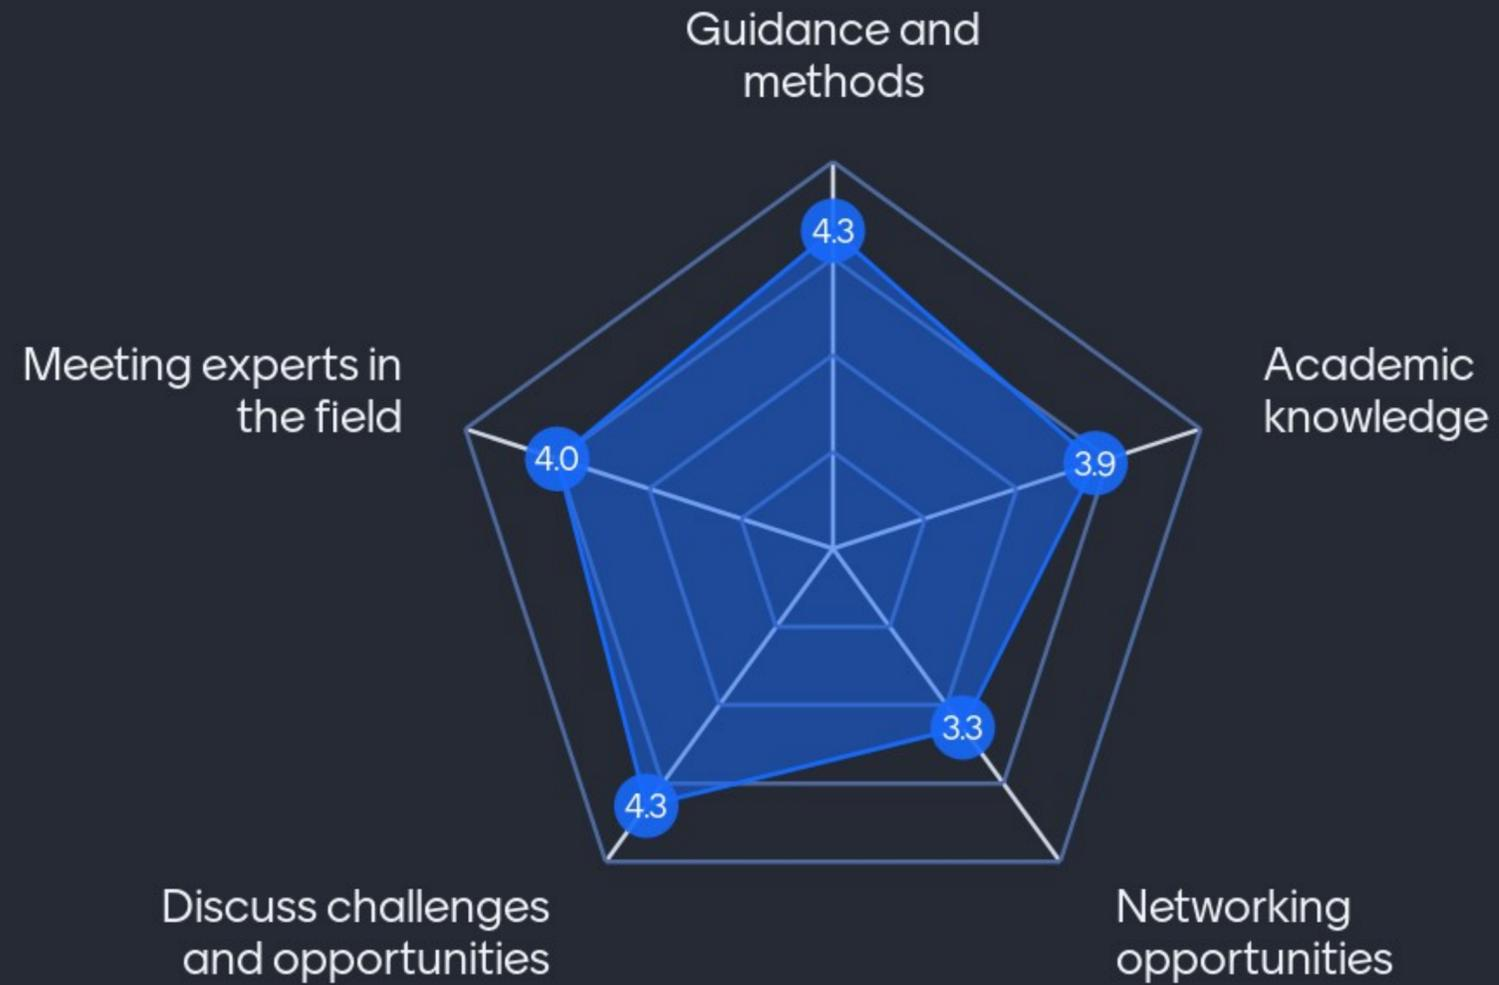 Guidance and
methods
4.3
Meeting experts in
the field
Academic
knowledge
4.0
3.9
3.3
4.3
Discuss challenges
and opportunities
Networking
opportunities